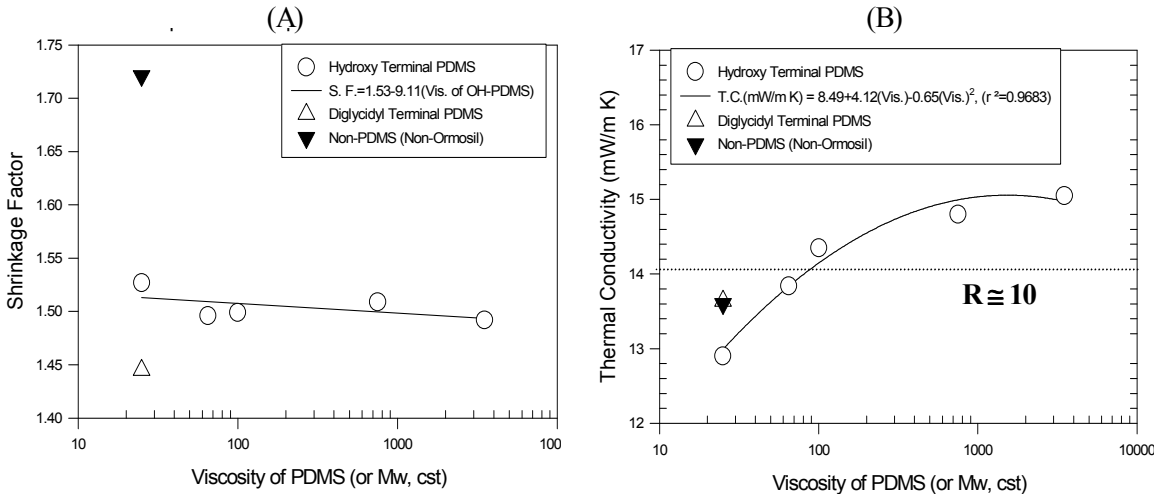 (A)
1.75
1.70
1.65
1.60
1.55
1.50
1.45
1.40
Shrinkage Factor
Hydroxy Terminal PDMS
S. F.=1.53-9.11(Vis. of OH-PDMS)
Diglycidyl Terminal PDMS
Non-PDMS (Non-Ormosil)
10 100 1000 100
Viscosity of PDMS (or Mw, cst)
(B)
17
16
15
14
13
12
Thermal Conductivity (mW/m K)
Hydroxy Terminal PDMS
T.C.(mW/m K) = 8.49+4.12(Vis.)-0.65(Vis.)², (r ²=0.9683)
Diglycidyl Terminal PDMS
Non-PDMS (Non-Ormosil)
R ≅ 10
10 100 1000 10000
Viscosity of PDMS (or Mw, cst)